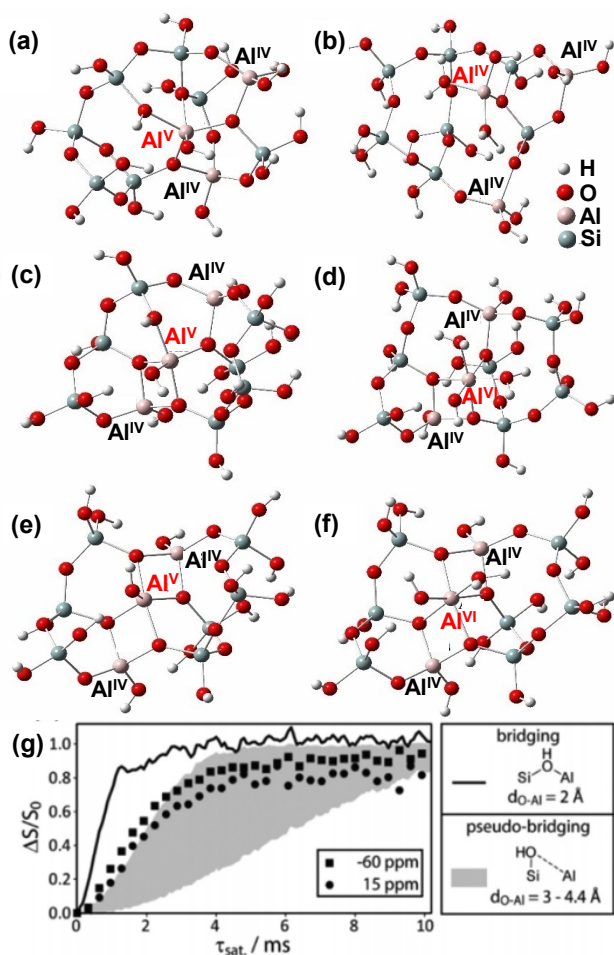 (a)
Al^IV
Al^V
Al^IV
(b)
Al^IV
Al^IV
Al^IV
H
O
Al
Si
(c)
Al^IV
Al^V
Al^IV
(d)
Al^IV
Al^VI
Al^IV
(e)
Al^IV
Al^V
Al^IV
(f)
Al^IV
Al^VI
Al^IV
(g)
ΔS/S₀
1.0
0.8
0.6
0.4
0.2
0.0
0 2 4 6 8 10
τsat. / ms
-60 ppm
15 ppm
bridging
H
O
Si Al
dO-Al = 2 Å
pseudo-bridging
HO
Si Al
dO-Al = 3 - 4.4 Å